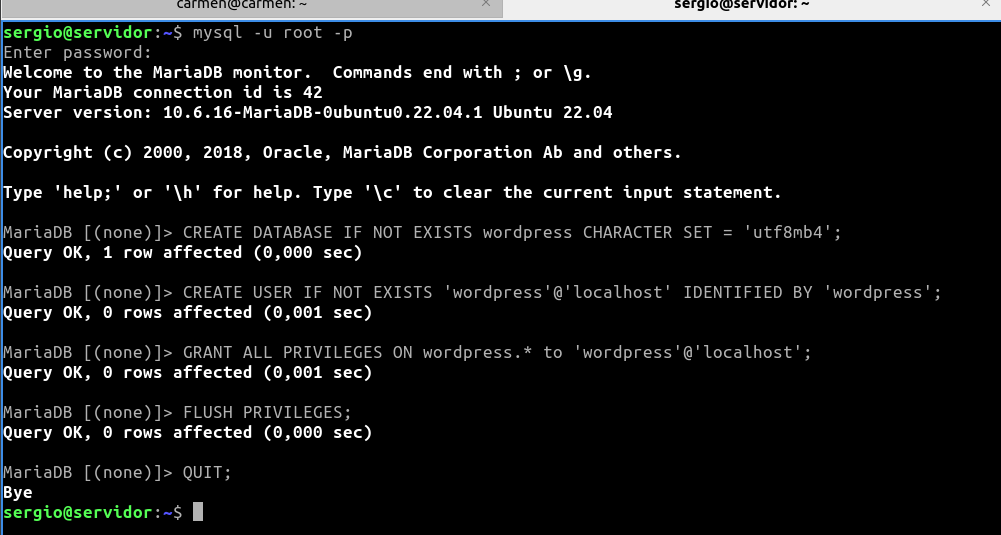 carmen@carmen: ~ ×
sergio@servidor: ~ ×
sergio@servidor:~$ mysql -u root -p
Enter password:
Welcome to the MariaDB monitor.  Commands end with ; or \g.
Your MariaDB connection id is 42
Server version: 10.6.16-MariaDB-0ubuntu0.22.04.1 Ubuntu 22.04
Copyright (c) 2000, 2018, Oracle, MariaDB Corporation Ab and others.
Type 'help;' or '\h' for help. Type '\c' to clear the current input statement.
MariaDB [(none)]> CREATE DATABASE IF NOT EXISTS wordpress CHARACTER SET = 'utf8mb4';
Query OK, 1 row affected (0,000 sec)
MariaDB [(none)]> CREATE USER IF NOT EXISTS 'wordpress'@'localhost' IDENTIFIED BY 'wordpress';
Query OK, 0 rows affected (0,001 sec)
MariaDB [(none)]> GRANT ALL PRIVILEGES ON wordpress.* to 'wordpress'@'localhost';
Query OK, 0 rows affected (0,001 sec)
MariaDB [(none)]> FLUSH PRIVILEGES;
Query OK, 0 rows affected (0,000 sec)
MariaDB [(none)]> QUIT;
Bye
sergio@servidor:~$